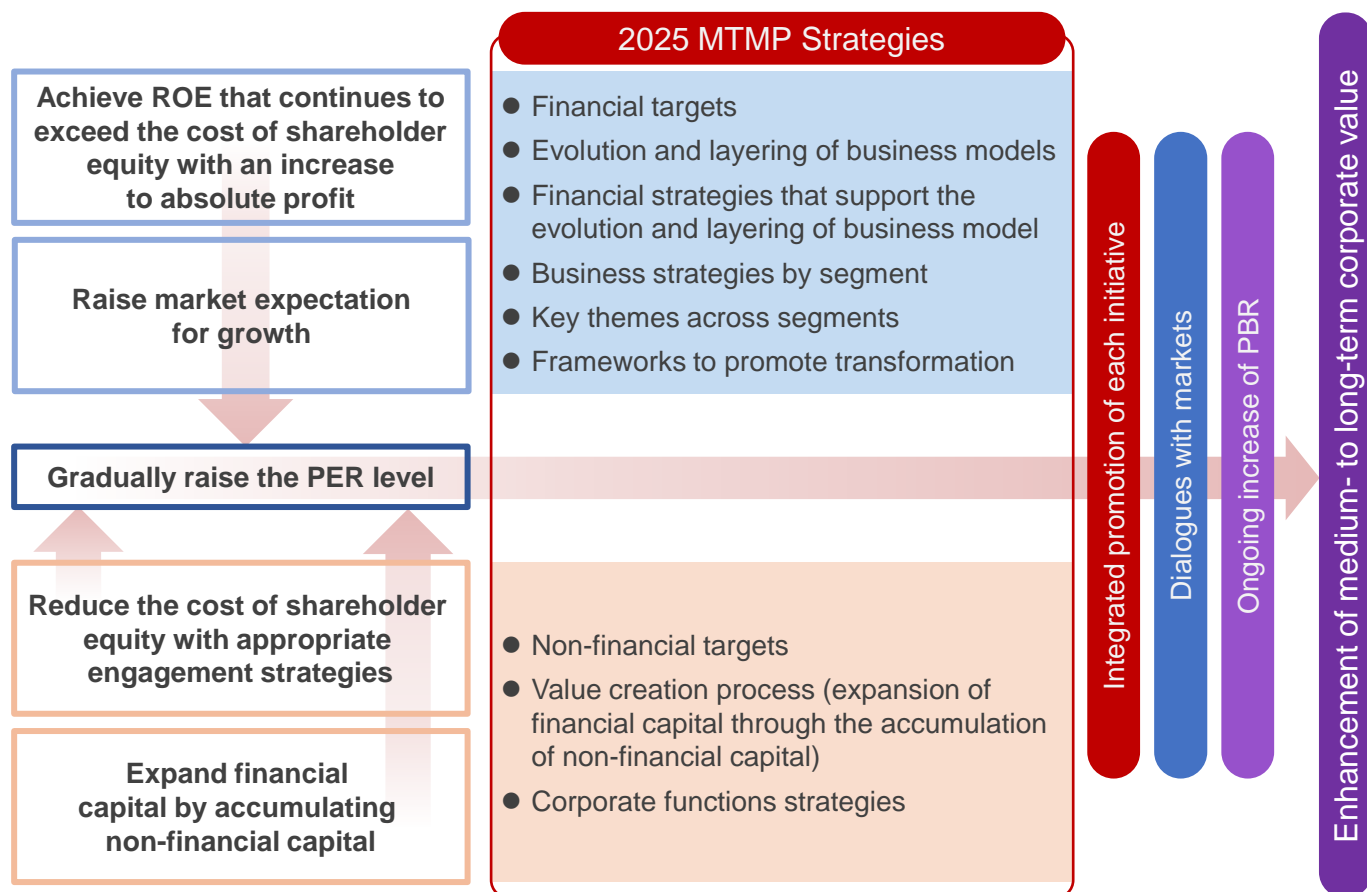 2025 MTMP Strategies
Achieve ROE that continues to
exceed the cost of shareholder
equity with an increase
to absolute profit
Raise market expectation
for growth
Gradually raise the PER level
Reduce the cost of shareholder
equity with appropriate
engagement strategies
Expand financial
capital by accumulating
non-financial capital
● Financial targets
● Evolution and layering of business models
● Financial strategies that support the
evolution and layering of business model
● Business strategies by segment
● Key themes across segments
● Frameworks to promote transformation
● Non-financial targets
● Value creation process (expansion of
financial capital through the accumulation
of non-financial capital)
● Corporate functions strategies
Integrated promotion of each initiative
Dialogues with markets
Ongoing increase of PBR
Enhancement of medium- to long-term corporate value